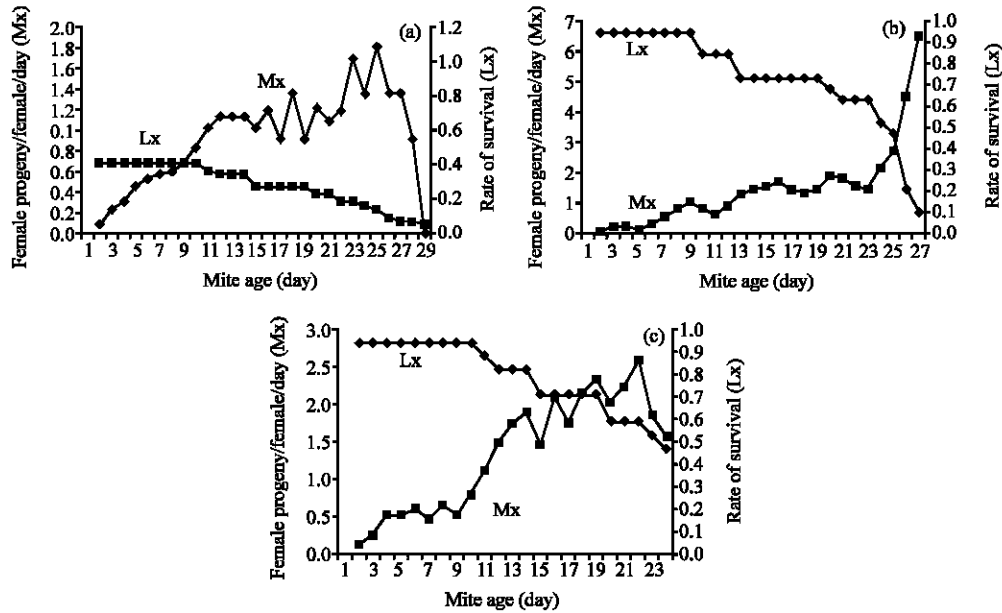 Female progeny/female/day (Mx)
2.0
1.8
1.6
1.4
1.2
0.1
0.8
0.6
0.4
0.2
0.0
(a)
Mx
Lx
1.2
1.0
0.8
0.6
0.4
0.2
0.0
Rate of survival (Lx)
1 3 5 7 9 11 13 15 17 19 21 23 25 27 29
Mite age (day)
Female progeny/female/day (Mx)
7
6
5
4
3
2
1
0
(b)
Lx
Mx
1.0
0.9
0.8
0.7
0.6
0.5
0.4
0.3
0.2
0.1
0.0
Rate of survival (Lx)
1 3 5 7 9 11 13 15 17 19 21 23 25 27
Mite age (day)
Female progeny/female/day (Mx)
3.0
2.5
2.0
1.5
1.0
0.5
0.0
(c)
Lx
Mx
1.0
0.9
0.8
0.7
0.6
0.5
0.4
0.3
0.2
0.1
0.0
Rate of survival (Lx)
1 3 5 7 9 11 13 15 17 19 21 23
Mite age (day)